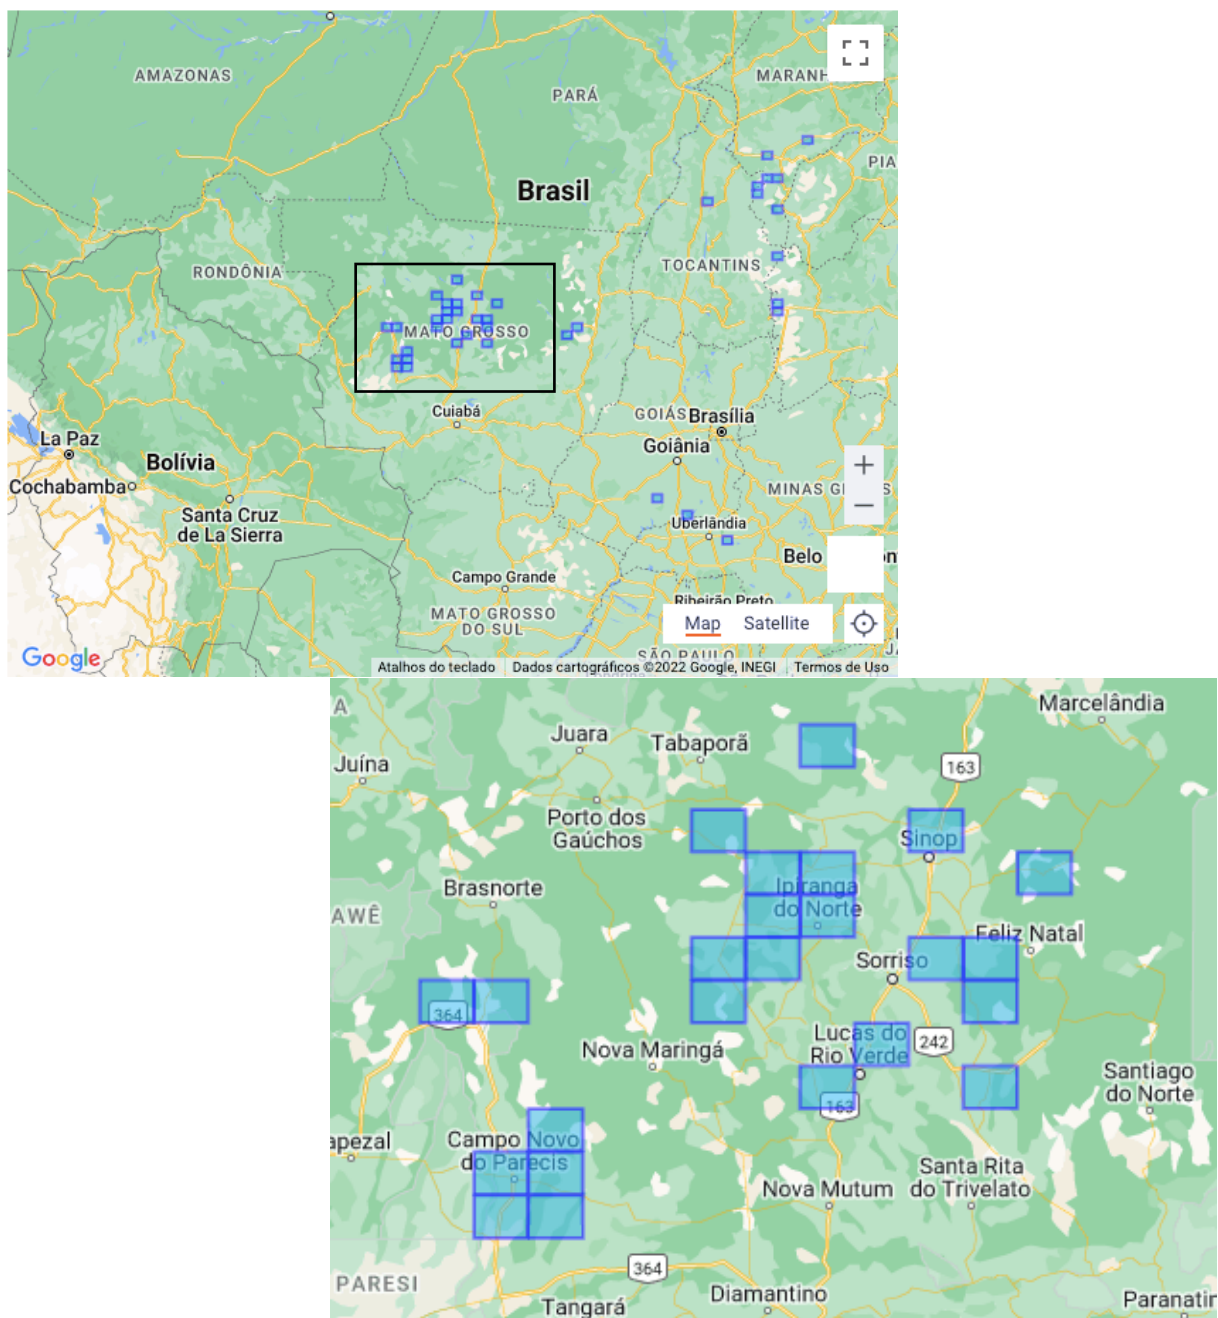 AMAZONAS
MARANH
PARÁ
PIA
Brasil
RONDÔNIA
TOCANTINS
MATO GROSSO
Cuiabá
GOIÁS
Brasília
La Paz
Goiânia
Bolívia
Cochabamba
MINAS G
S
Santa Cruz
de La Sierra
Uberlândia
Belo
on
Campo Grande
Ribeirão Preto
MATO GROSSO
DO SUL
Map
Satellite
SÃO PAULO
Google
Atalhos do teclado
Dados cartográficos ©2022 Google, INEGI
Termos de Uso
Marcelândia
A
Juara
Tabaporã
Juína
163
Porto dos
Gaúchos
Sinop
Brasnorte
Ipiranga
do Norte
AWÊ
Feliz Natal
Sorriso
364
Lucas do
Rio Verde
242
Nova Maringá
Santiago
do Norte
163
apezal
Campo Novo
do Parecis
Santa Rita
do Trivelato
Nova Mutum
364
PARESI
Diamantino
Tangará
Paranatin